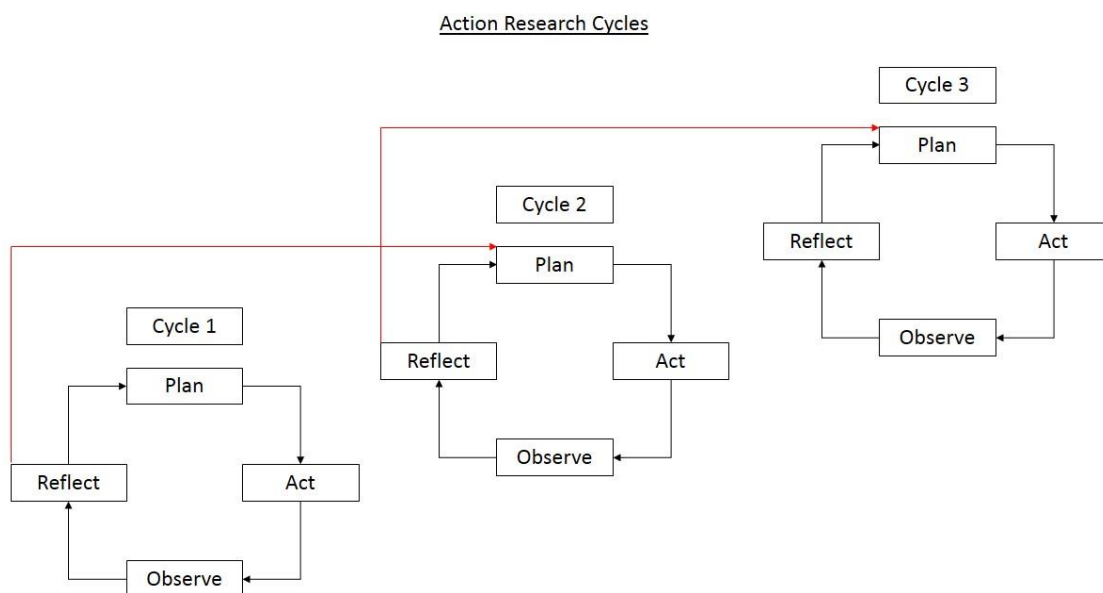 Action Research Cycles
Cycle 1
Plan
Act
Observe
Reflect
Cycle 2
Plan
Act
Observe
Reflect
Cycle 3
Plan
Act
Observe
Reflect